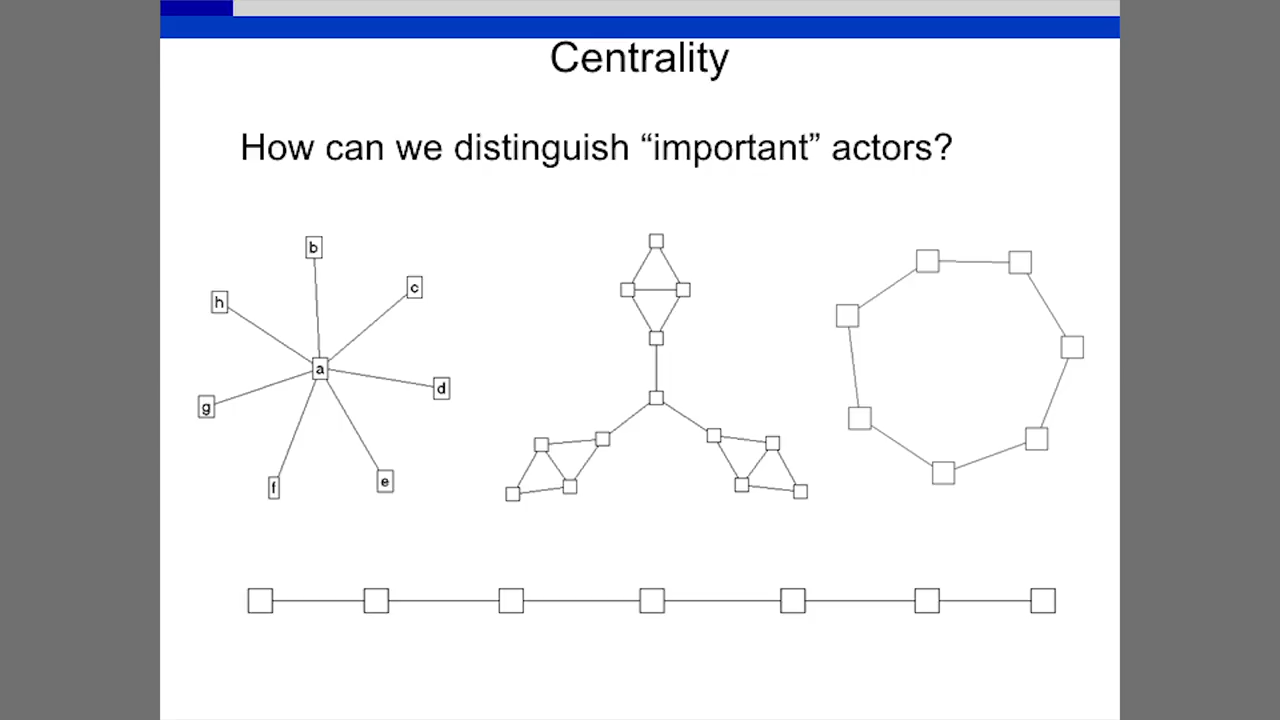 Centrality
How can we distinguish “important” actors?
b
c
h
a
d
g
f
e